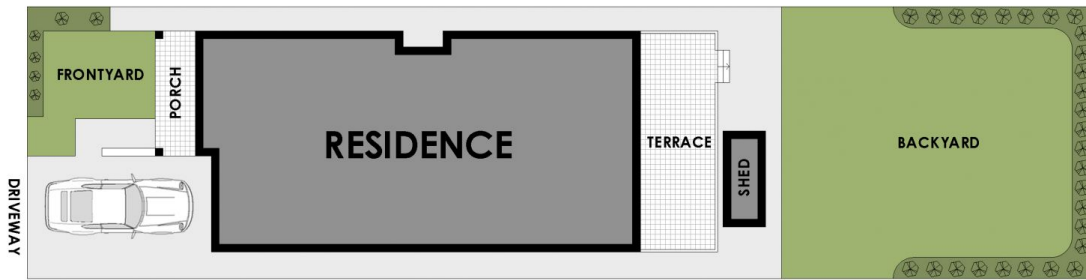 FRONTYARD
PORCH
RESIDENCE
TERRACE
SHED
BACKYARD
DRIVEWAY